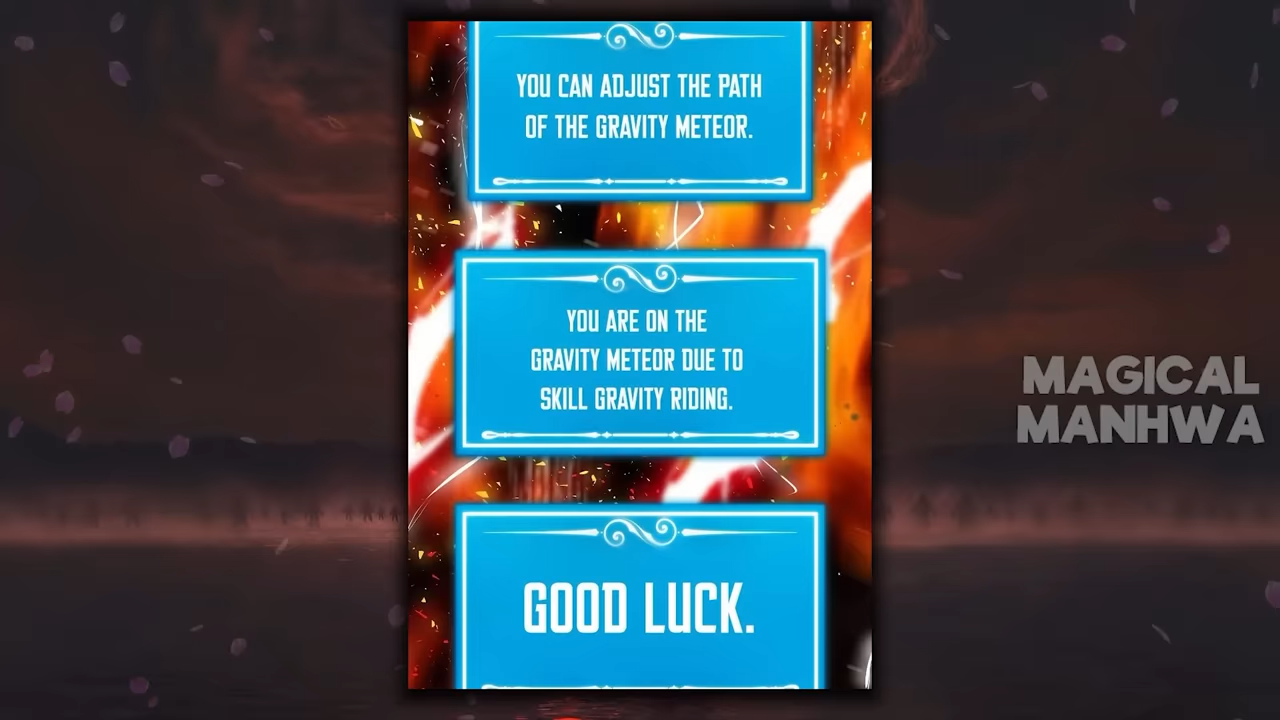 YOU CAN ADJUST THE PATH
OF THE GRAVITY METEOR.
YOU ARE ON THE
GRAVITY METEOR DUE TO
SKILL GRAVITY RIDING.
GOOD LUCK.
MAGICAL
MANHWA